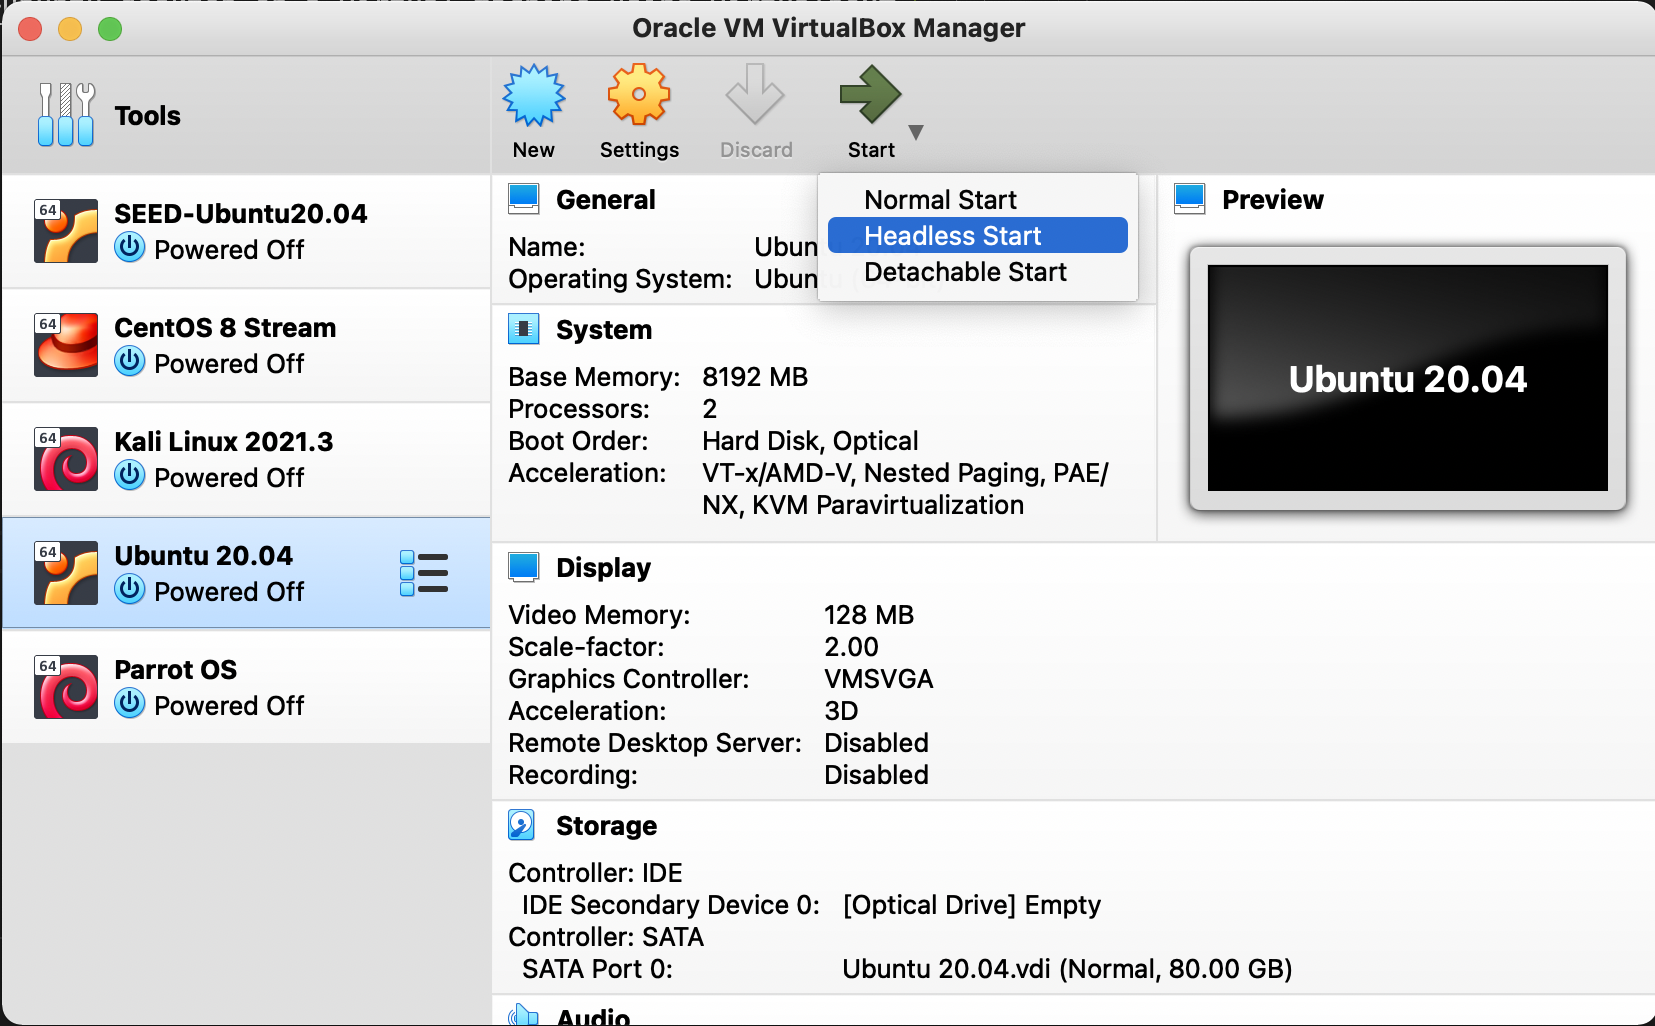 Oracle VM VirtualBox Manager
Tools
New
Settings
Discard
Start
64
SEED-Ubuntu20.04
Powered Off
64
CentOS 8 Stream
Powered Off
64
Kali Linux 2021.3
Powered Off
64
Ubuntu 20.04
Powered Off
64
Parrot OS
Powered Off
Normal Start
Headless Start
Detachable Start
General
Name: Ubun
Operating System: Ubun
System
Base Memory: 8192 MB
Processors: 2
Boot Order: Hard Disk, Optical
Acceleration: VT-x/AMD-V, Nested Paging, PAE/
NX, KVM Paravirtualization
Preview
Ubuntu 20.04
Display
Video Memory: 128 MB
Scale-factor: 2.00
Graphics Controller: VMSVGA
Acceleration: 3D
Remote Desktop Server: Disabled
Recording: Disabled
Storage
Controller: IDE
IDE Secondary Device 0: [Optical Drive] Empty
Controller: SATA
SATA Port 0: Ubuntu 20.04.vdi (Normal, 80.00 GB)
Audio